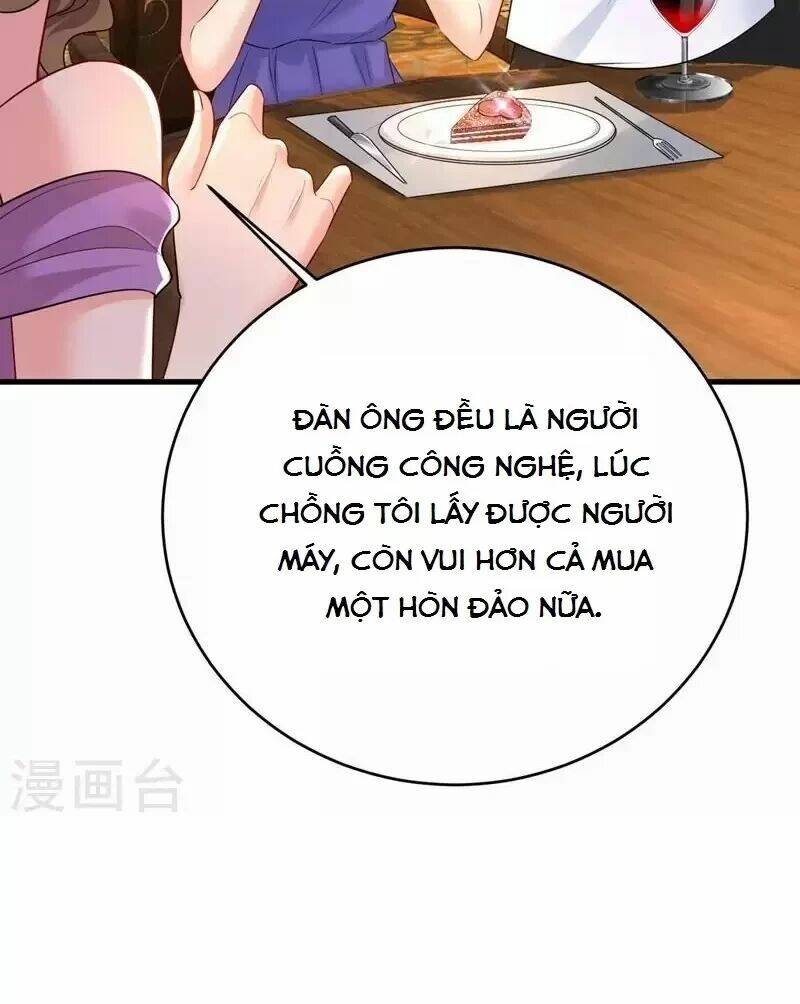 ĐÀN ÔNG ĐỀU LÀ NGƯỜI
CUỒNG CÔNG NGHỆ, LÚC
CHỒNG TÔI LẤY ĐƯỢC NGƯỜI
MÁY, CÒN VUI HƠN CẢ MUA
MỘT HÒN ĐẢO NỮA.
漫画台